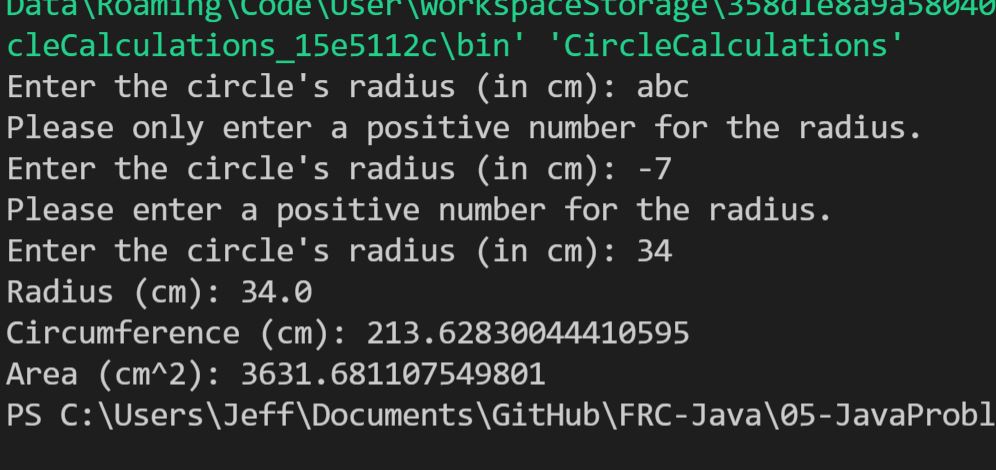 Data\Roaming\Code\User\workspaceStorage\358d1e8a9a58040
cleCalculations_15e5112c\bin' 'CircleCalculations'
Enter the circle's radius (in cm): abc
Please only enter a positive number for the radius.
Enter the circle's radius (in cm): -7
Please enter a positive number for the radius.
Enter the circle's radius (in cm): 34
Radius (cm): 34.0
Circumference (cm): 213.62830044410595
Area (cm^2): 3631.681107549801
PS C:\Users\Jeff\Documents\GitHub\FRC-Java\05-JavaProbl